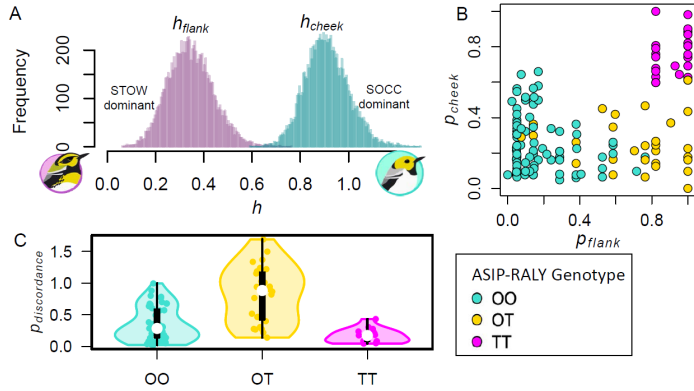 A
h_flank
h_cheek
Frequency
0
100
200
STOW
dominant
SOCC
dominant
0.2 0.4 0.6 0.8 1.0
h
B
p_cheek
0.0
0.4
0.8
0.0 0.4 0.8
p_flank
C
p_discordance
0.0
0.5
1.0
1.5
OO OT TT
ASIP-RALY Genotype
OO
OT
TT